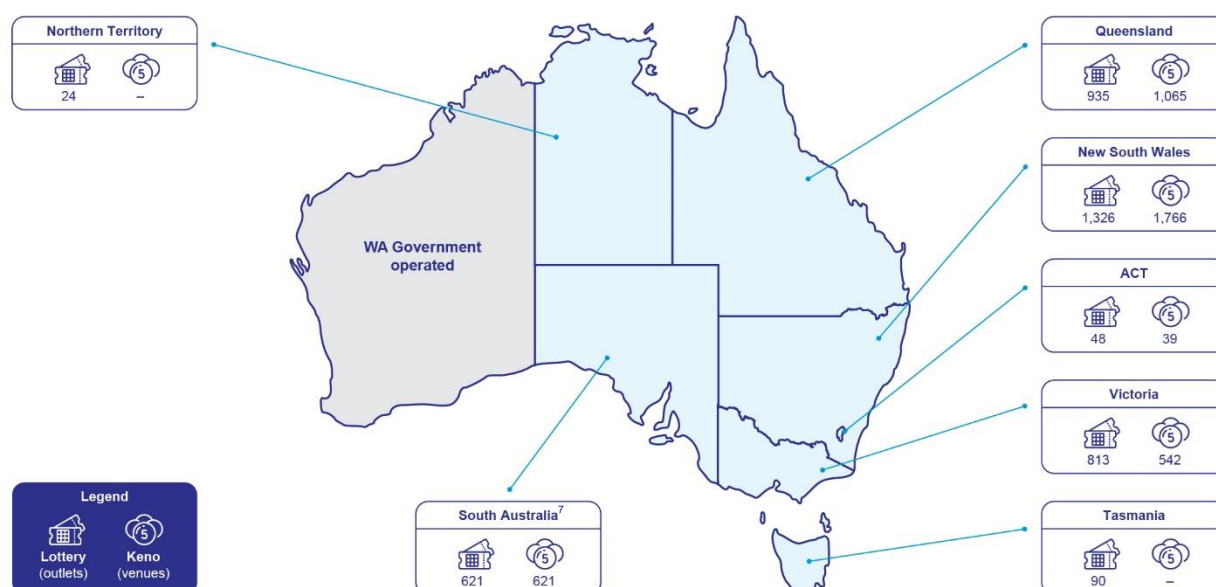 Northern Territory
24 –
Queensland
935 1,065
New South Wales
1,326 1,766
WA Government
operated
ACT
48 39
Victoria
813 542
Legend
Lottery Keno
(outlets) (venues)
South Australia7
621 621
Tasmania
90 –